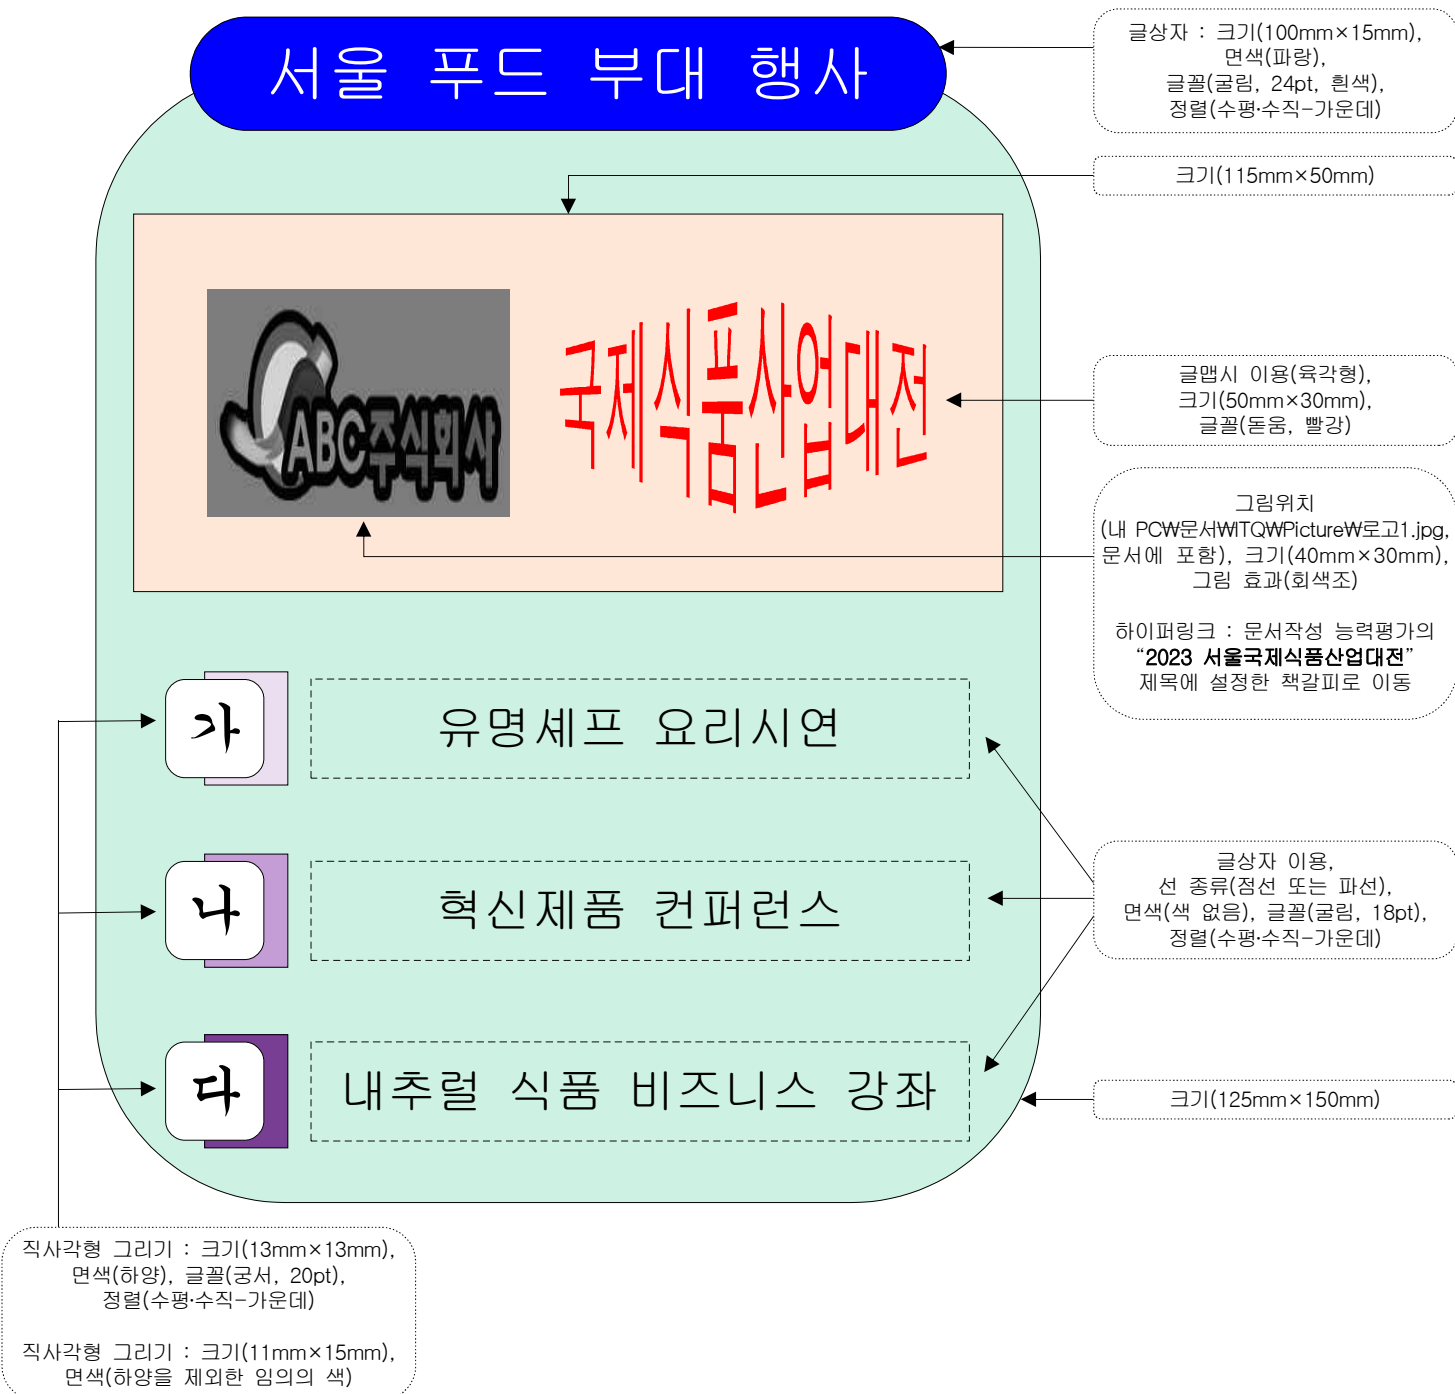 서울 푸드 부대 행사
글상자 : 크기(100mm×15mm),
면색(파랑),
글꼴(굴림, 24pt, 흰색),
정렬(수평·수직-가운데)
크기(115mm×50mm)
ABC주식회사
국제식품산업대전
글맵시 이용(육각형),
크기(50mm×30mm),
글꼴(돋움, 빨강)
그림위치
(내 PC₩문서₩ITQ₩Picture₩로고1.jpg,
문서에 포함), 크기(40mm×30mm),
그림 효과(회색조)
하이퍼링크 : 문서작성 능력평가의
“2023 서울국제식품산업대전”
제목에 설정한 책갈피로 이동
가
유명셰프 요리시연
나
혁신제품 컨퍼런스
글상자 이용,
선 종류(점선 또는 파선),
면색(색 없음), 글꼴(굴림, 18pt),
정렬(수평·수직-가운데)
다
내추럴 식품 비즈니스 강좌
크기(125mm×150mm)
직사각형 그리기 : 크기(13mm×13mm),
면색(하양), 글꼴(궁서, 20pt),
정렬(수평·수직-가운데)
직사각형 그리기 : 크기(11mm×15mm),
면색(하양을 제외한 임의의 색)